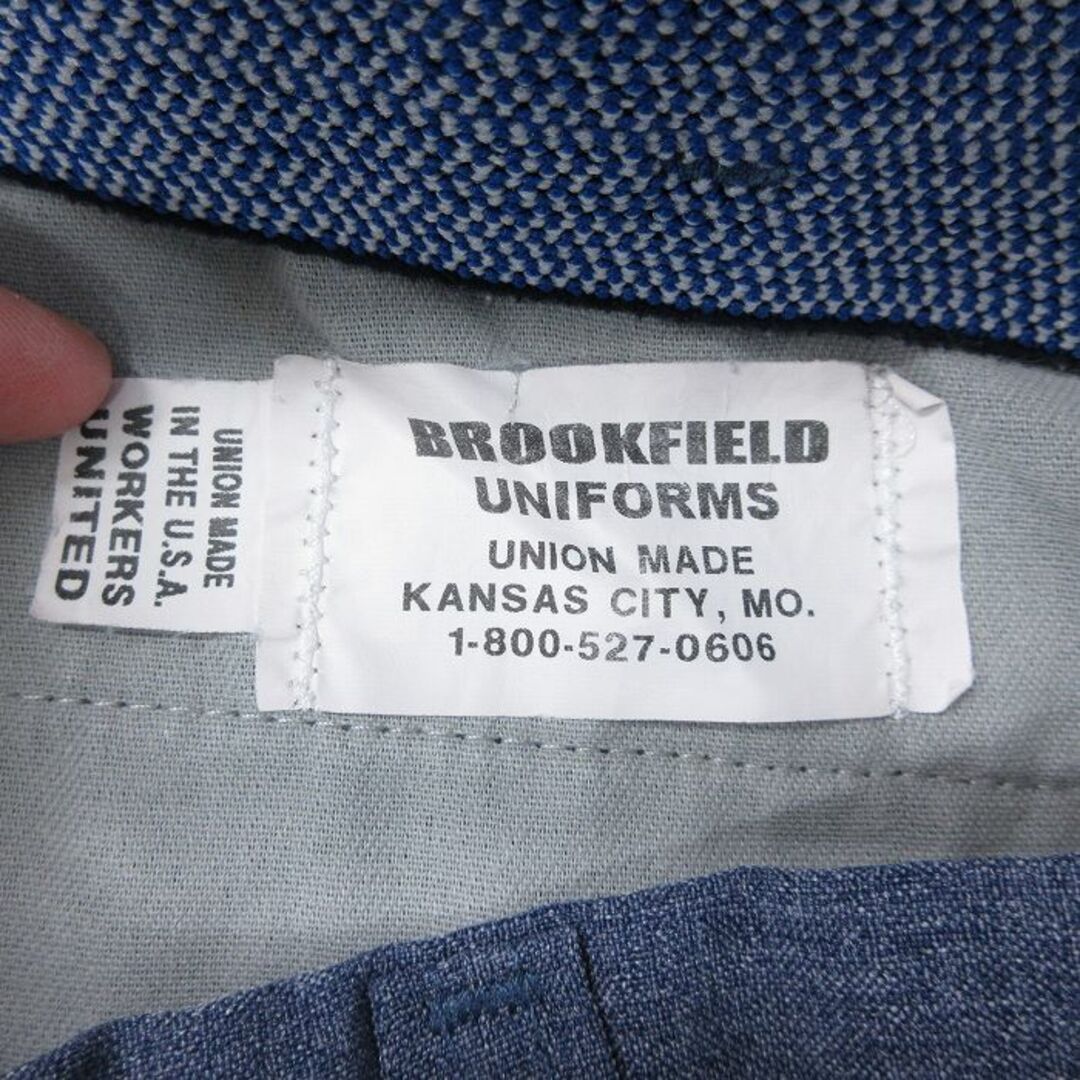 BROOKFIELD
UNIFORMS
UNION MADE
KANSAS CITY, MO.
1-800-527-0606
UNION MADE
IN THE U.S.A.
WORKERS
UNITED